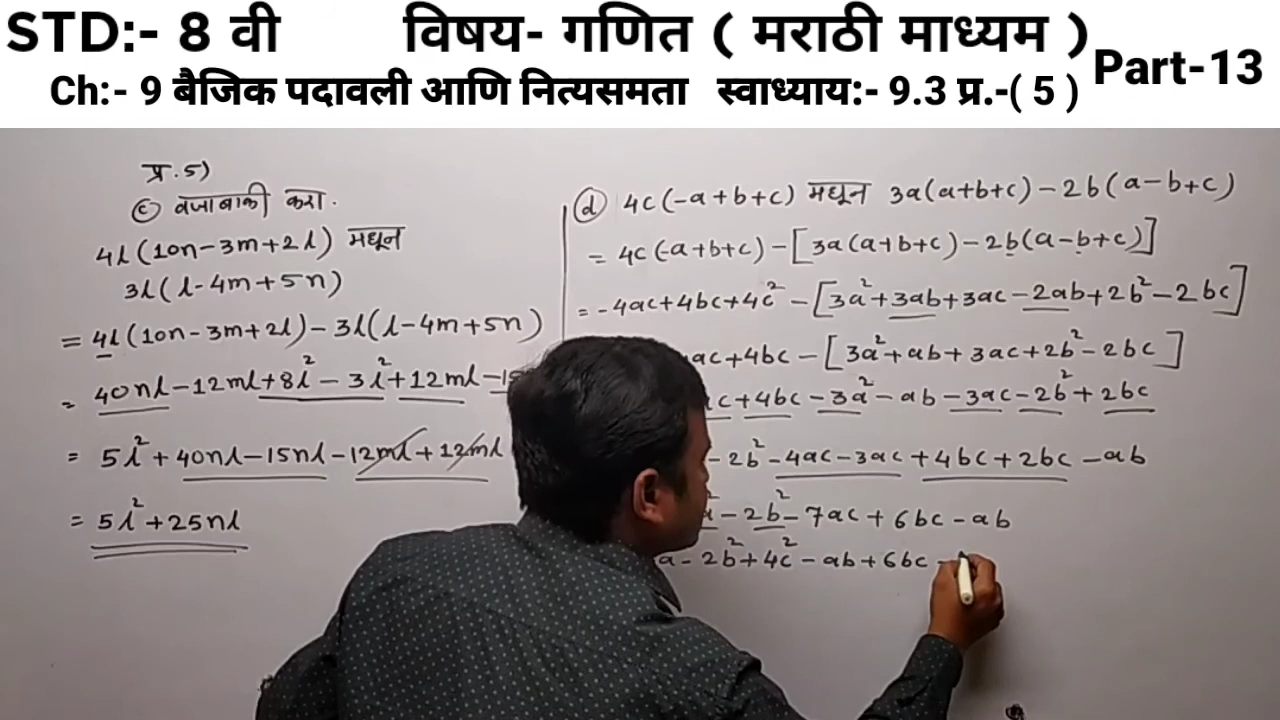 STD:- 8 वी विषय- गणित ( मराठी माध्यम )
Part-13
Ch:- 9 बैजिक पदावली आणि नित्यसमता स्वाध्याय:- 9.3 प्र.-( 5 )
प्र. 5)
ⓒ वजाबाकी करा.
4l(10n-3m+2l) मधून
3l(l-4m+5n)
= 4l(10n-3m+2l)-3l(l-4m+5n)
= 40nl-12ml+8l²-3l²+12ml-
= 5l²+40nl-15nl-12ml+12ml
= 5l²+25nl
ⓓ 4c(-a+b+c) मधून 3a(a+b+c)-2b(a-b+c)
= 4c(-a+b+c)-[3a(a+b+c)-2b(a-b+c)]
= -4ac+4bc+4c²-[3a²+3ab+3ac-2ab+2b²-2bc]
ac+4bc-[3a²+ab+3ac+2b²-2bc]
c+4bc-3a²-ab-3ac-2b²+2bc
-2b²-4ac-3ac+4bc+2bc-ab
²-2b²-7ac+6bc-ab
a-2b²+4c²-ab+6bc-